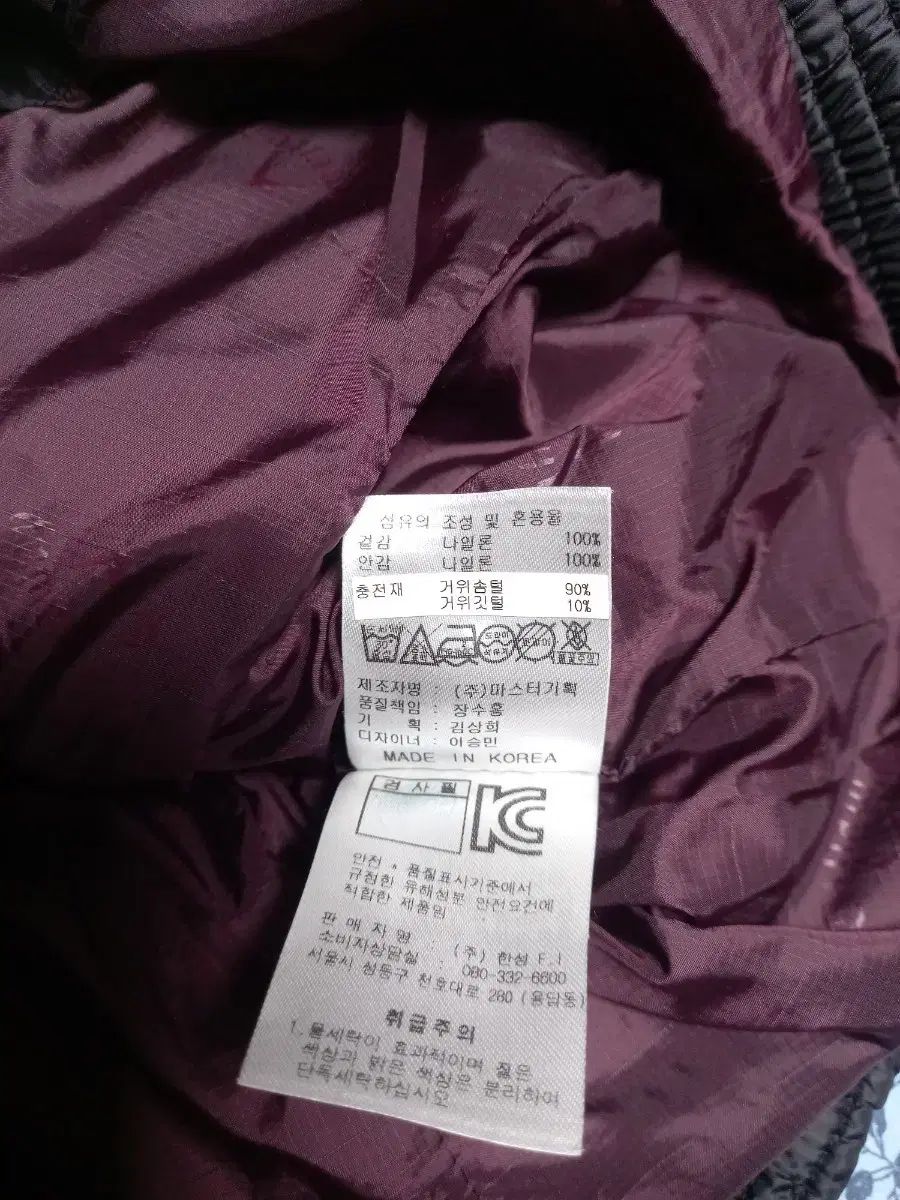 섬유의 조성 및 혼용율
겉감 나일론 100%
안감 나일론 100%
충전재 거위솜털 90%
거위깃털 10%
제조자명 : (주)마스터기획
품질책임 : 장수홍
기 획 : 김상희
디자이너 : 이승민
MADE IN KOREA
검 사 필
KC
안전 , 품질표시기준에서
규정한 유해성분 안전요건에
적합한 제품임
판 매 자 명 : (주) 한성 F.I
소비자상담실 : 080-332-6600
서울시 성동구 천호대로 280 (용답동)
취급주의
1. 물세탁이 효과적이며 짙은
색상과 밝은 색상은 분리하여
단독세탁하십시오